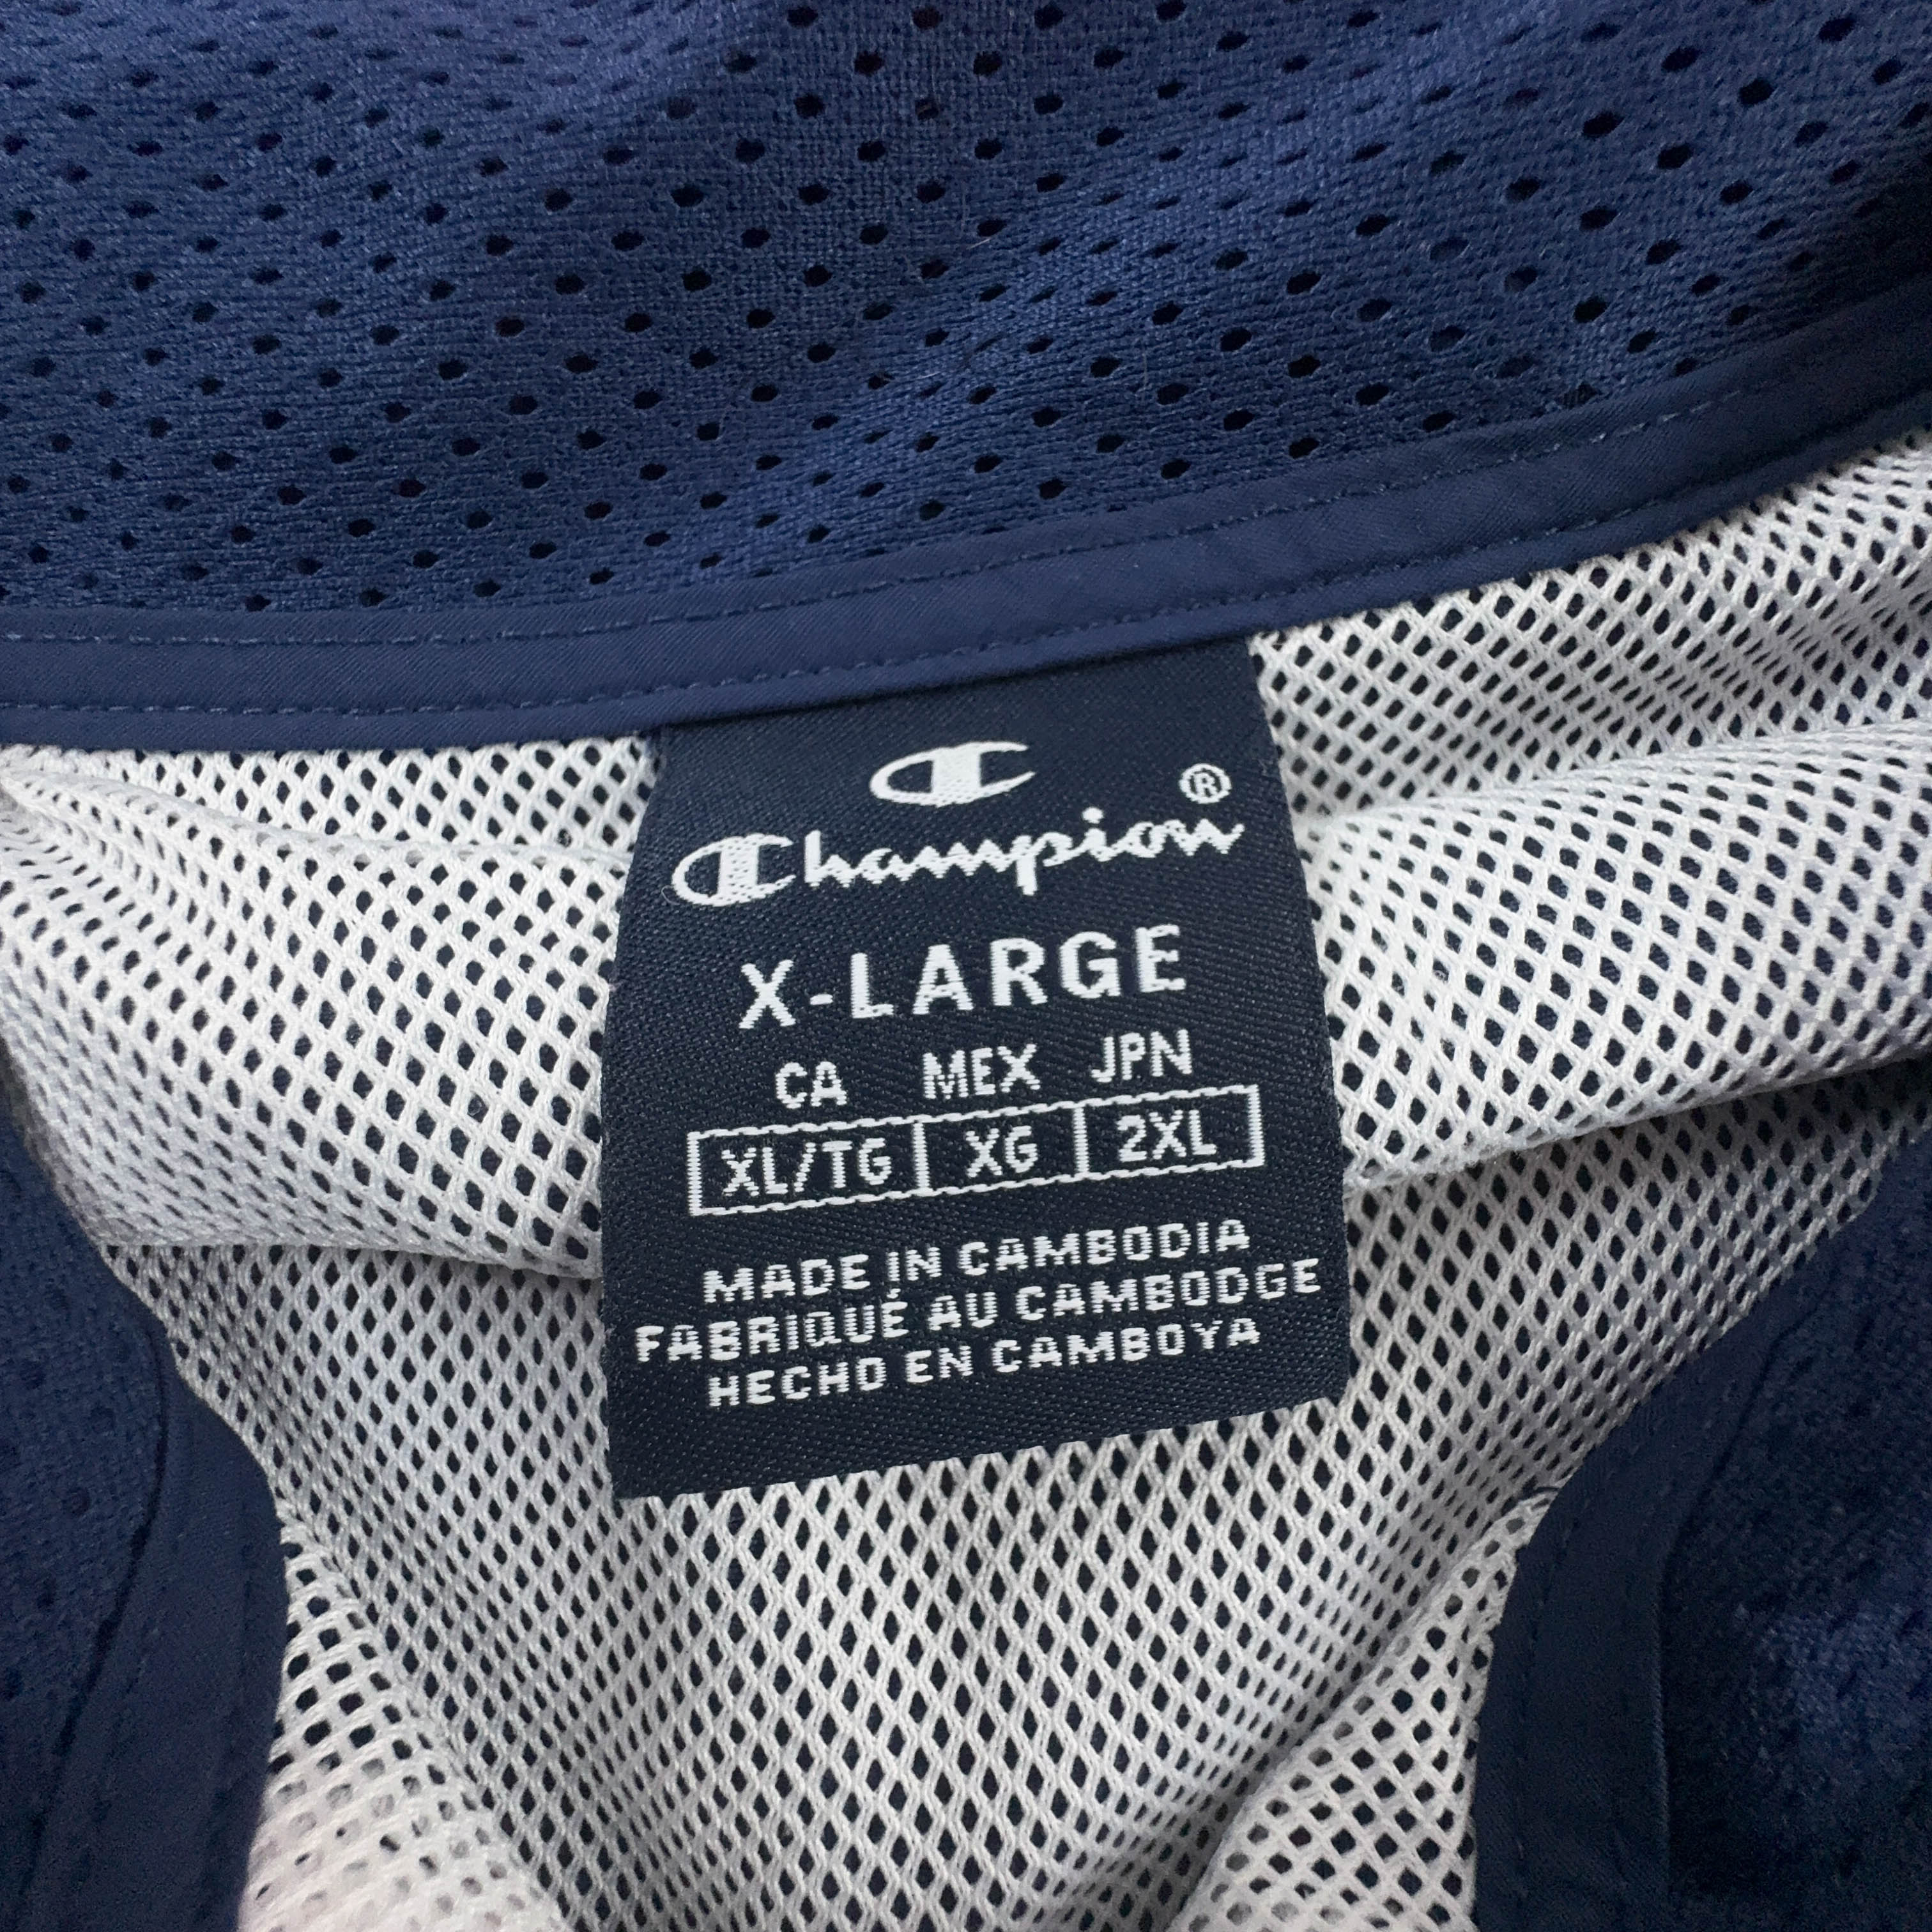 Champion®
X-LARGE
CA MEX JPN
XL/TG XG 2XL
MADE IN CAMBODIA
FABRIQUÉ AU CAMBODGE
HECHO EN CAMBOYA